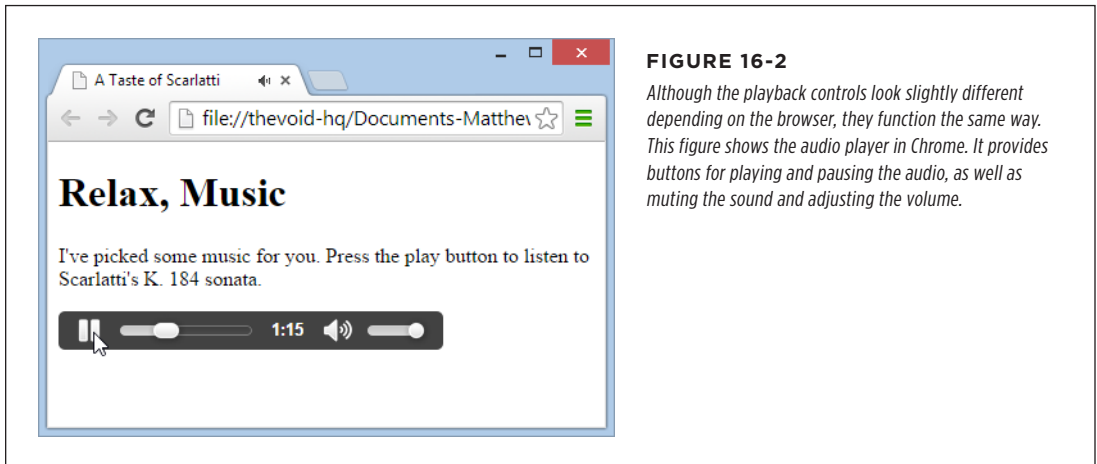 A Taste of Scarlatti
file://thevoid-hq/Documents-Matthe
Relax, Music
I've picked some music for you. Press the play button to listen to
Scarlatti's K. 184 sonata.
1:15
FIGURE 16-2
Although the playback controls look slightly different
depending on the browser, they function the same way.
This figure shows the audio player in Chrome. It provides
buttons for playing and pausing the audio, as well as
muting the sound and adjusting the volume.